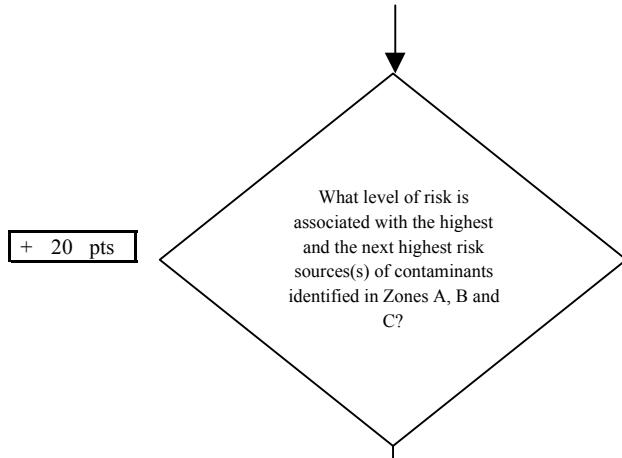 What level of risk is
associated with the highest
and the next highest risk
sources(s) of contaminants
identified in Zones A, B and
C?
+ 20 pts